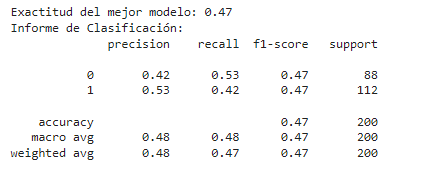 Exactitud del mejor modelo: 0.47
Informe de Clasificación:
precision recall f1-score support
0 0.42 0.53 0.47 88
1 0.53 0.42 0.47 112
accuracy 0.47 200
macro avg 0.48 0.48 0.47 200
weighted avg 0.48 0.47 0.47 200